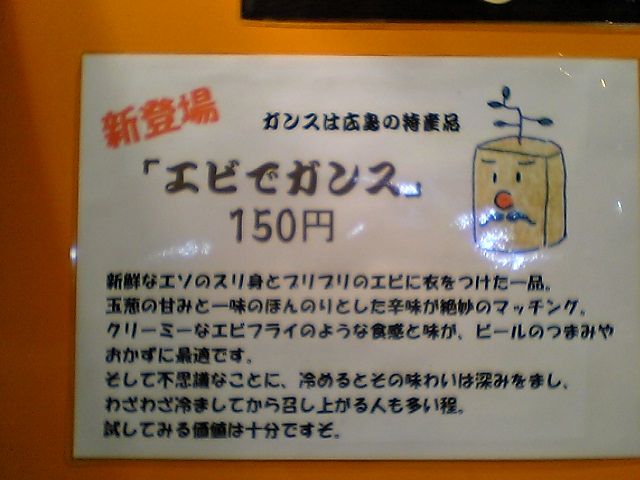 新登場
ガンスは広島の特産品
「エビでガンス」
150円
新鮮なエソのスリ身とプリプリのエビに衣をつけた一品。
玉葱の甘みと一味のほんのりとした辛味が絶妙のマッチング。
クリーミーなエビフライのような食感と味が、ビールのつまみや
おかずに最適です。
そして不思議なことに、冷めるとその味わいは深みをまし、
わざわざ冷ましてから召し上がる人も多い程。
試してみる価値は十分ですぞ。